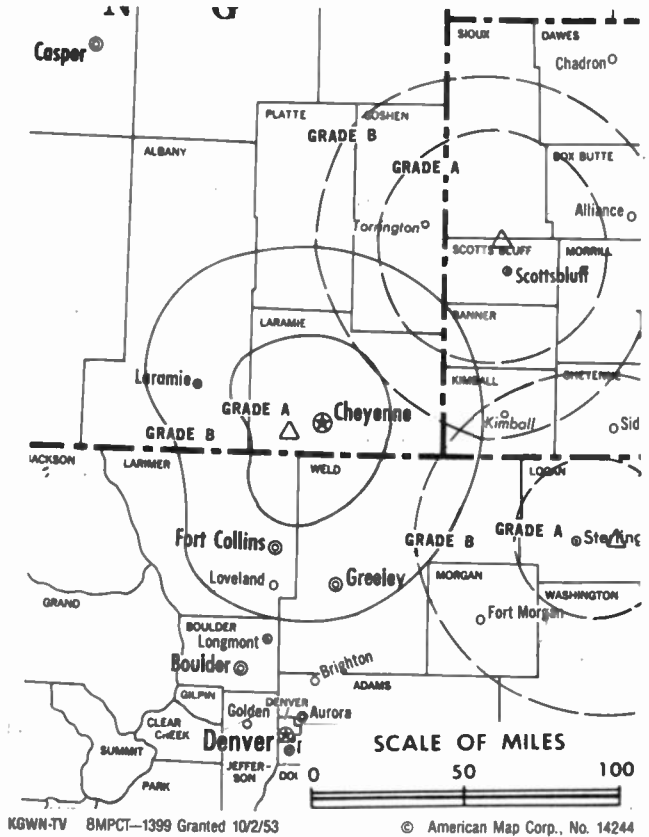 N G
Casper
SIOUX
DAWES
Chadron
PLATTE
GOSHEN
GRADE B
ALBANY
GRADE A
BOX BUTTE
Alliance
Torrington
SCOTTS BLUFF
MORRILL
Scottsbluff
BANNER
LARAMIE
Laramie
KIMBALL
CHEYENNE
GRADE A
Cheyenne
Kimball
Sid
GRADE B
JACKSON
LARIMER
WELD
LOGAN
GRADE A
Sterling
Fort Collins
GRADE B
Loveland
Greeley
MORGAN
WASHINGTON
GRAND
Fort Morgan
BOULDER
Longmont
Boulder
Brighton
ADAMS
GILPIN
DENVER
Golden
Aurora
CLEAR
CREEK
Denver
SUMMIT
JEFFER-
SON
DOU
PARK
SCALE OF MILES
0 50 100
KGWN-TV 8MPCT—1399 Granted 10/2/53
© American Map Corp., No. 14244